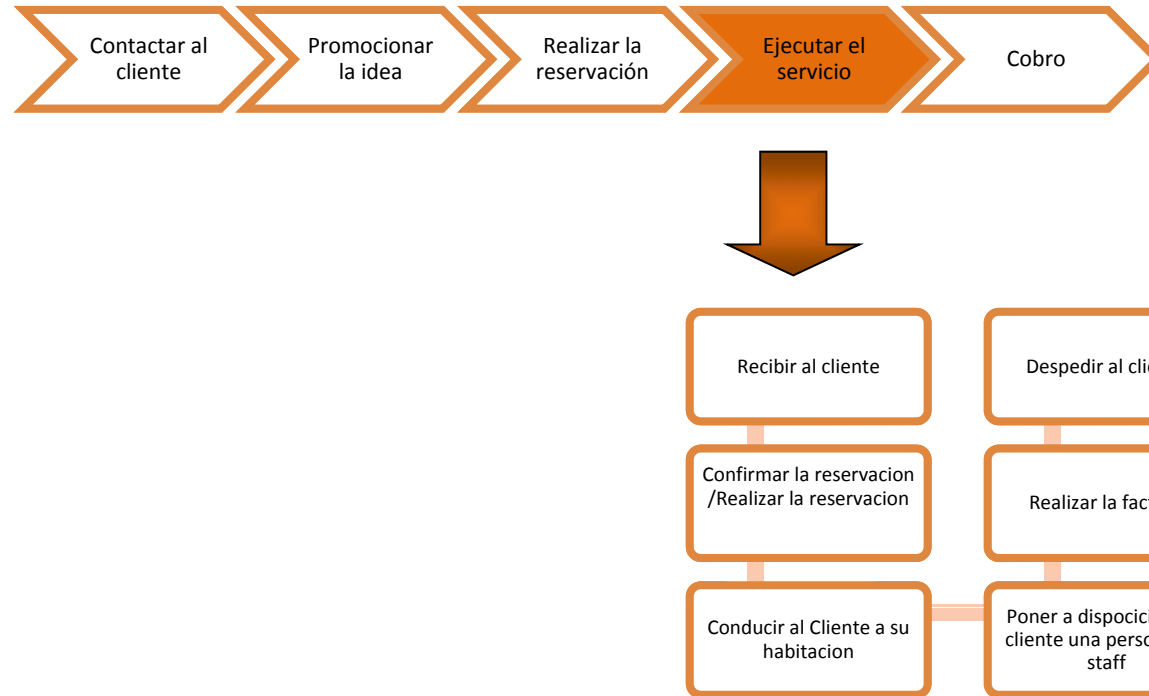 Contactar al
cliente
Promocionar
la idea
Realizar la
reservación
Ejecutar el
servicio
Cobro
Recibir al cliente
Confirmar la reservacion
/Realizar la reservacion
Conducir al Cliente a su
habitacion
Despedir al
Realizar la
Poner a
cliente una
staff